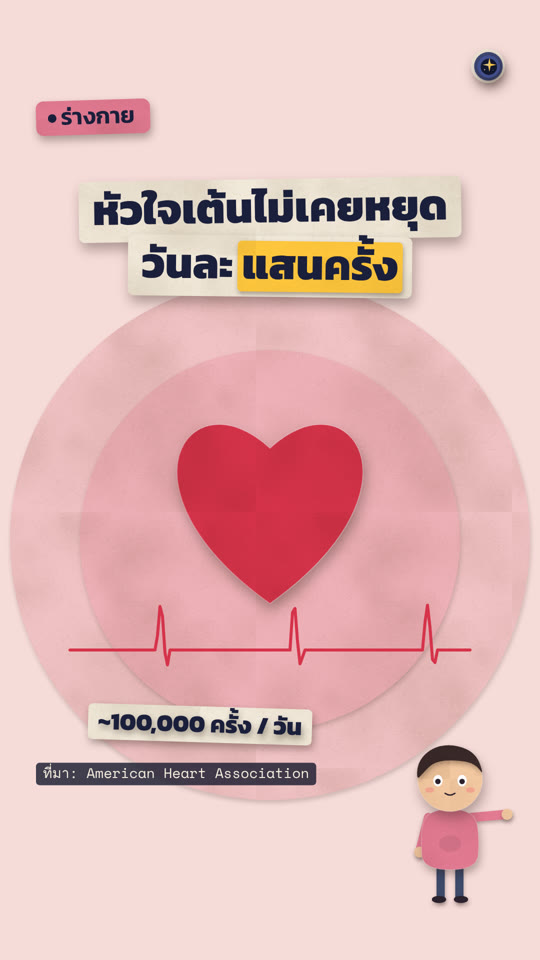 • ร่างกาย
หัวใจเต้นไม่เคยหยุด
วันละ แสนครั้ง
~100,000 ครั้ง / วัน
ที่มา: American Heart Association